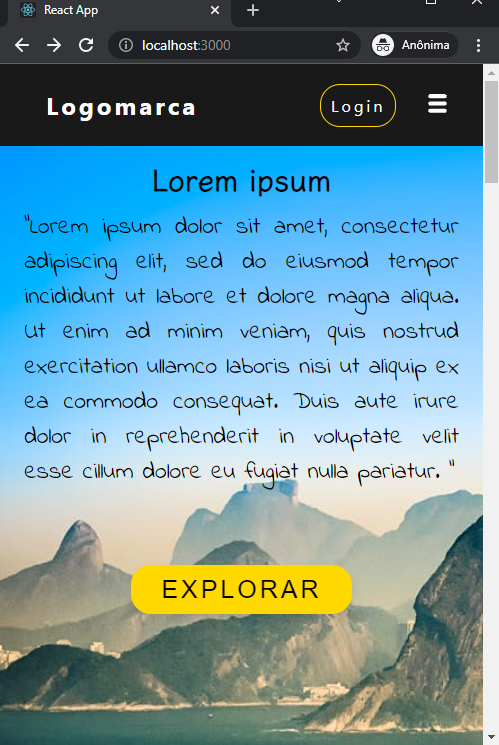 React App
localhost:3000
Anônima
Logomarca
Login
Lorem ipsum
"Lorem ipsum dolor sit amet, consectetur
adipiscing elit, sed do eiusmod tempor
incididunt ut labore et dolore magna aliqua.
Ut enim ad minim veniam, quis nostrud
exercitation ullamco laboris nisi ut aliquip ex
ea commodo consequat. Duis aute irure
dolor in reprehenderit in voluptate velit
esse cillum dolore eu fugiat nulla pariatur. "
EXPLORAR